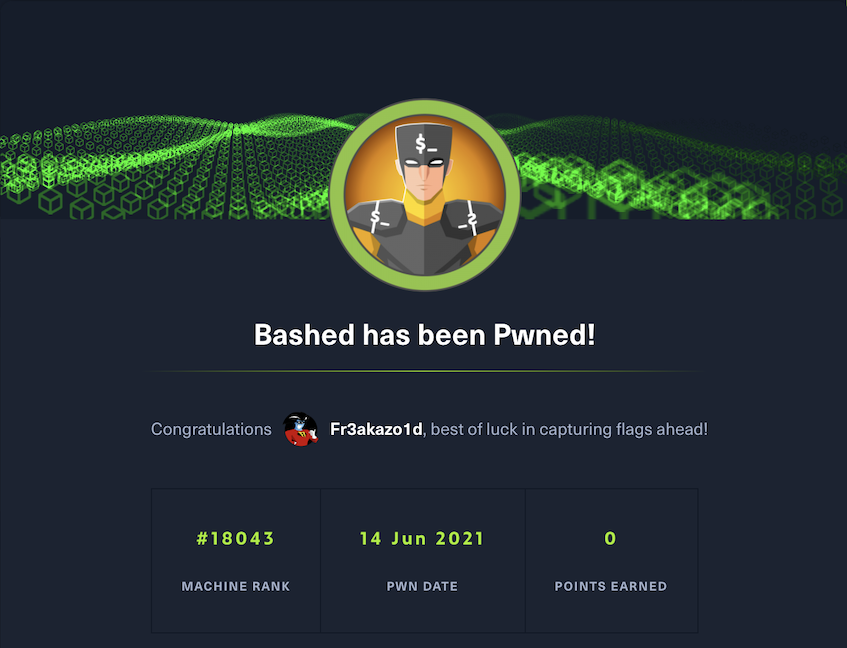 $_
$_
Bashed has been Pwned!
Congratulations Fr3akazo1d, best of luck in capturing flags ahead!
#18043 14 Jun 2021 0
MACHINE RANK PWN DATE POINTS EARNED